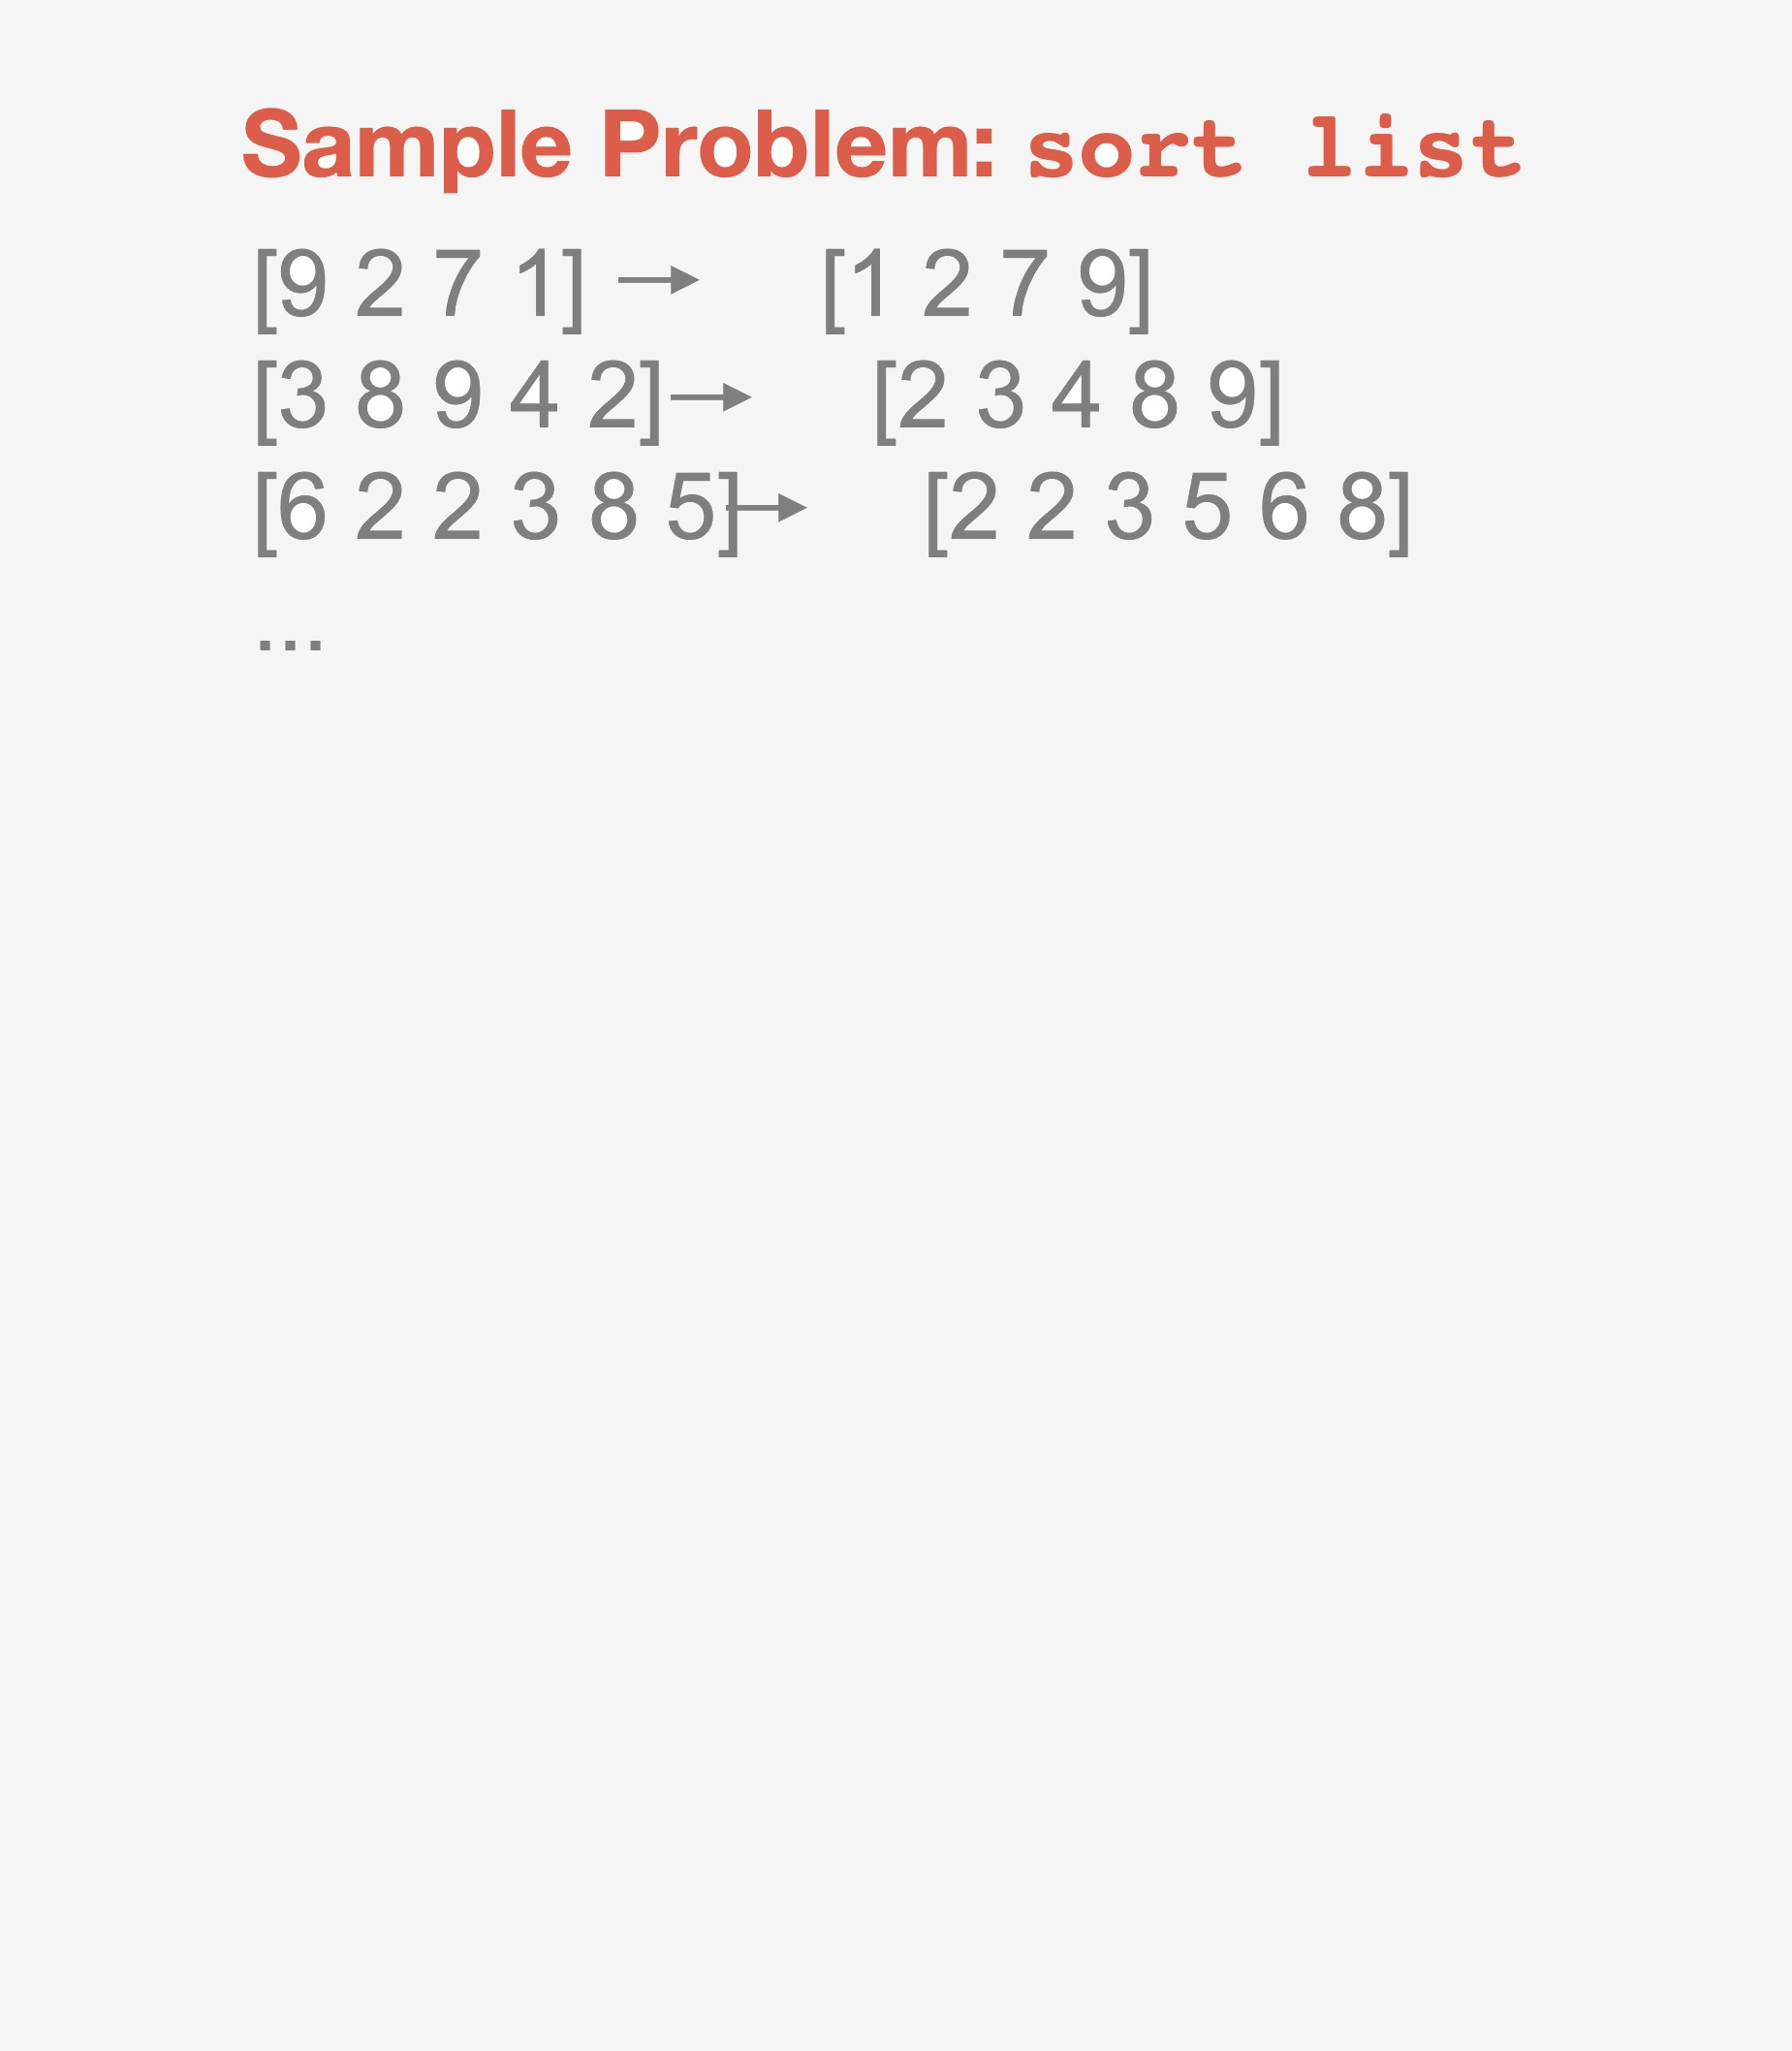 Sample Problem: sort list
[9 2 7 1] → [1 2 7 9]
[3 8 9 4 2] → [2 3 4 8 9]
[6 2 2 3 8 5] → [2 2 3 5 6 8]
...